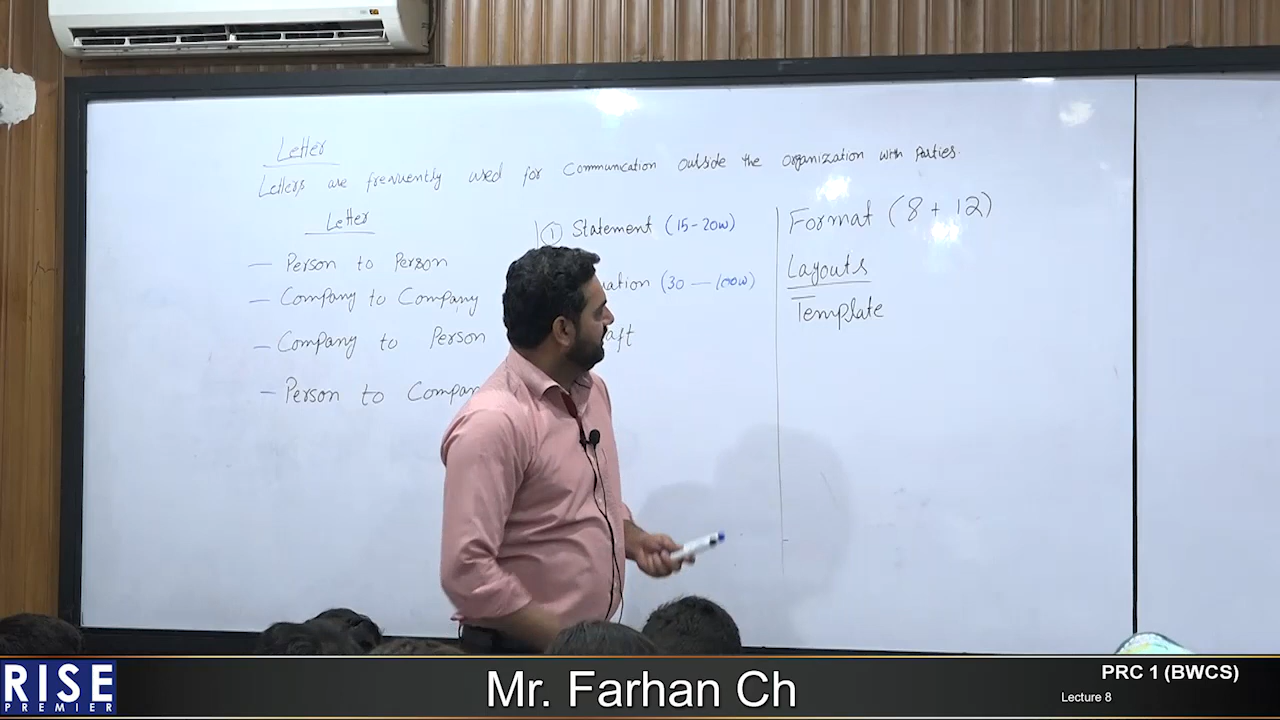 Letter
Letters are frequently used for Communication outside the organization with parties.
Letter
— Person to Person
— Company to Company
— Company to Person
— Person to Compan
① Statement (15-20w)
uation (30 — 100w)
aft
Format (8 + 12)
Layouts
Template
RISE
PREMIER
Mr. Farhan Ch
PRC 1 (BWCS)
Lecture 8